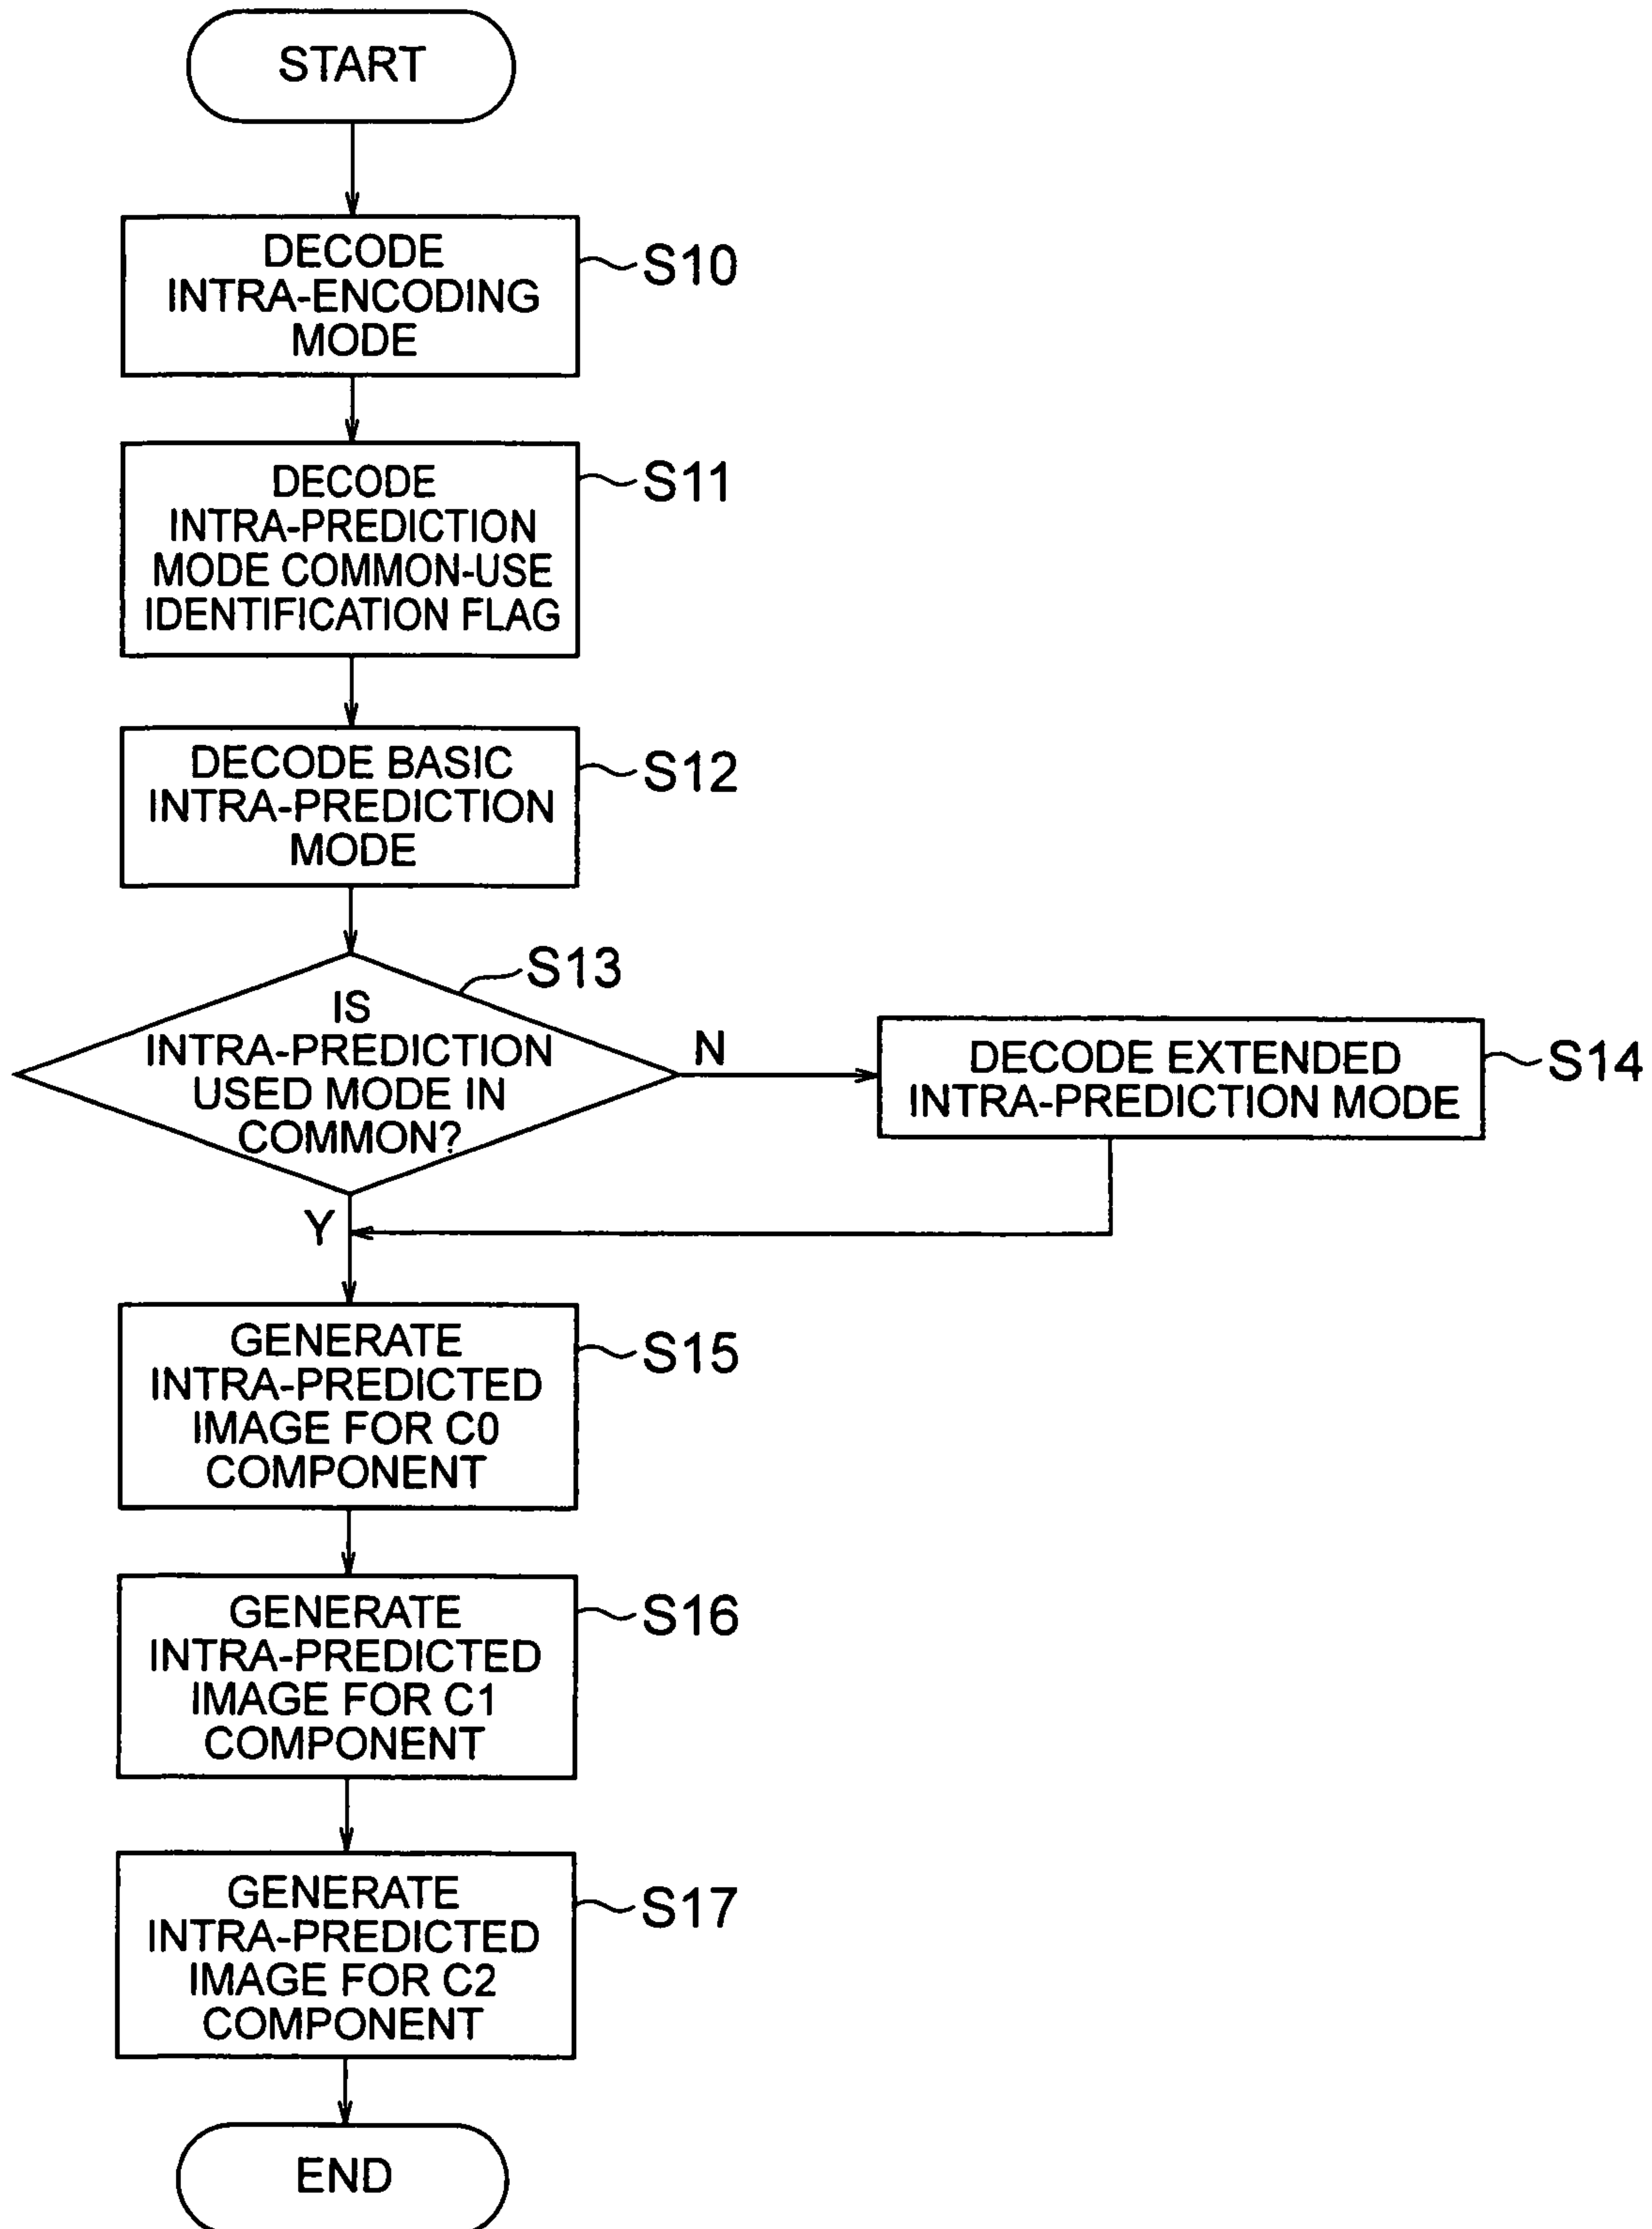 START
DECODE
INTRA-ENCODING
MODE
S10
DECODE
INTRA-PREDICTION
MODE COMMON-USE
IDENTIFICATION FLAG
S11
DECODE BASIC
INTRA-PREDICTION
MODE
S12
S13
IS
INTRA-PREDICTION
USED MODE IN
COMMON?
N
DECODE EXTENDED
INTRA-PREDICTION MODE
S14
Y
GENERATE
INTRA-PREDICTED
IMAGE FOR C0
COMPONENT
S15
GENERATE
INTRA-PREDICTED
IMAGE FOR C1
COMPONENT
S16
GENERATE
INTRA-PREDICTED
IMAGE FOR C2
COMPONENT
S17
END